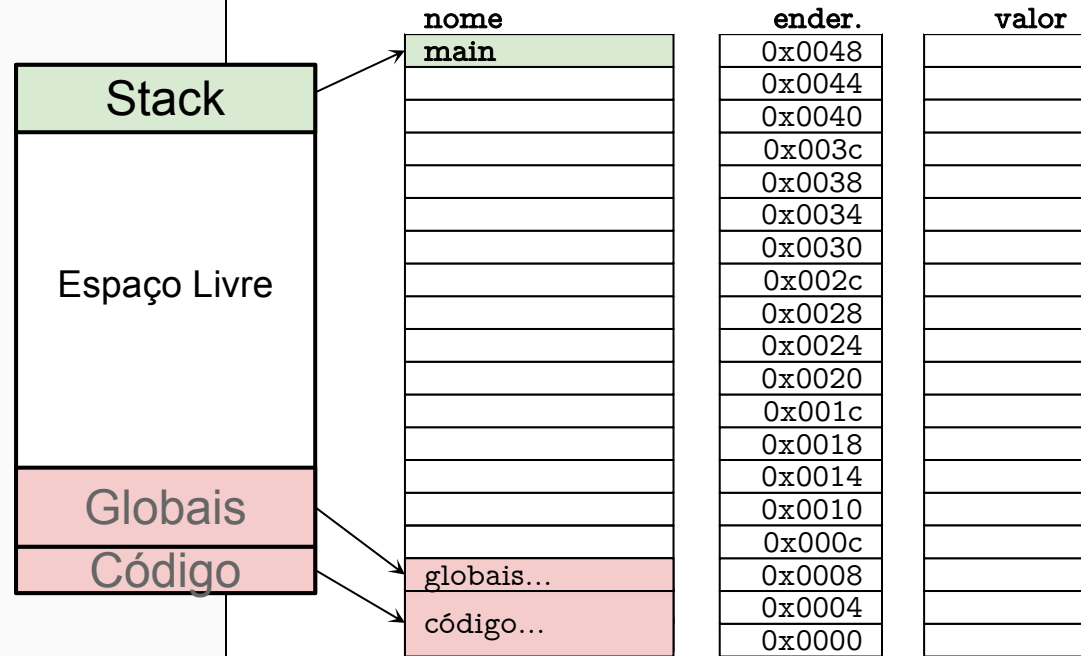 nome ender. valor
main 0x0048
Stack
0x0044
0x0040
0x003c
0x0038
0x0034
0x0030
Espaço Livre
0x002c
0x0028
0x0024
0x0020
0x001c
0x0018
0x0014
Globais
0x0010
0x000c
Código
globais... 0x0008
código...
0x0004
0x0000